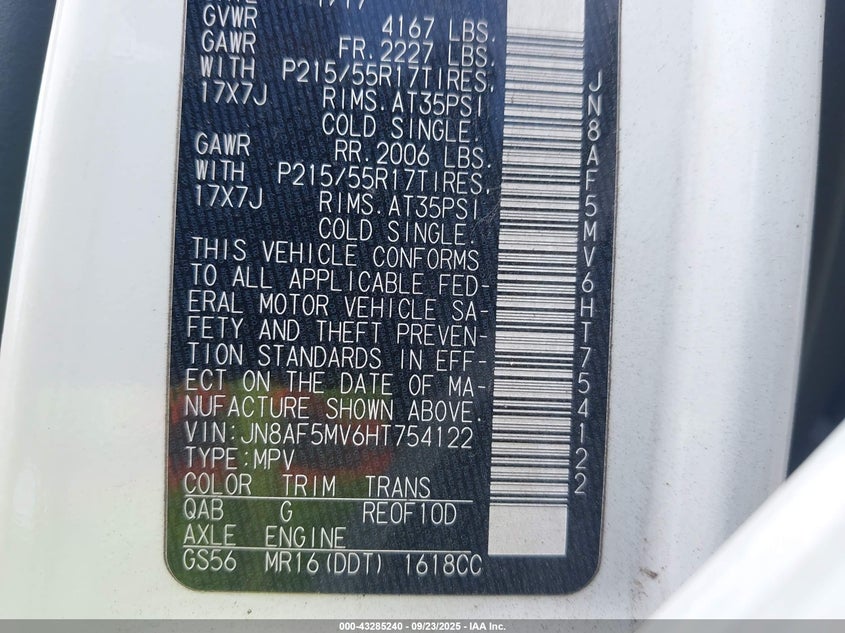 GVWR 4167 LBS.
GAWR FR. 2227 LBS.
WITH P215/55R17TIRES.
17X7J RIMS. AT35PSI
COLD SINGLE.
GAWR RR. 2006 LBS.
WITH P215/55R17TIRES.
17X7J RIMS. AT35PSI
COLD SINGLE.
THIS VEHICLE CONFORMS
TO ALL APPLICABLE FED-
ERAL MOTOR VEHICLE SA-
FETY AND THEFT PREVEN-
TION STANDARDS IN EFF-
ECT ON THE DATE OF MA-
NUFACTURE SHOWN ABOVE.
VIN:JN8AF5MV6HT754122
TYPE:MPV
COLOR TRIM TRANS
QAB G RE0F10D
AXLE ENGINE
GS56 MR16(DDT) 1618CC
JN8AF5MV6HT754122
000-43285240 - 09/23/2025 - IAA Inc.